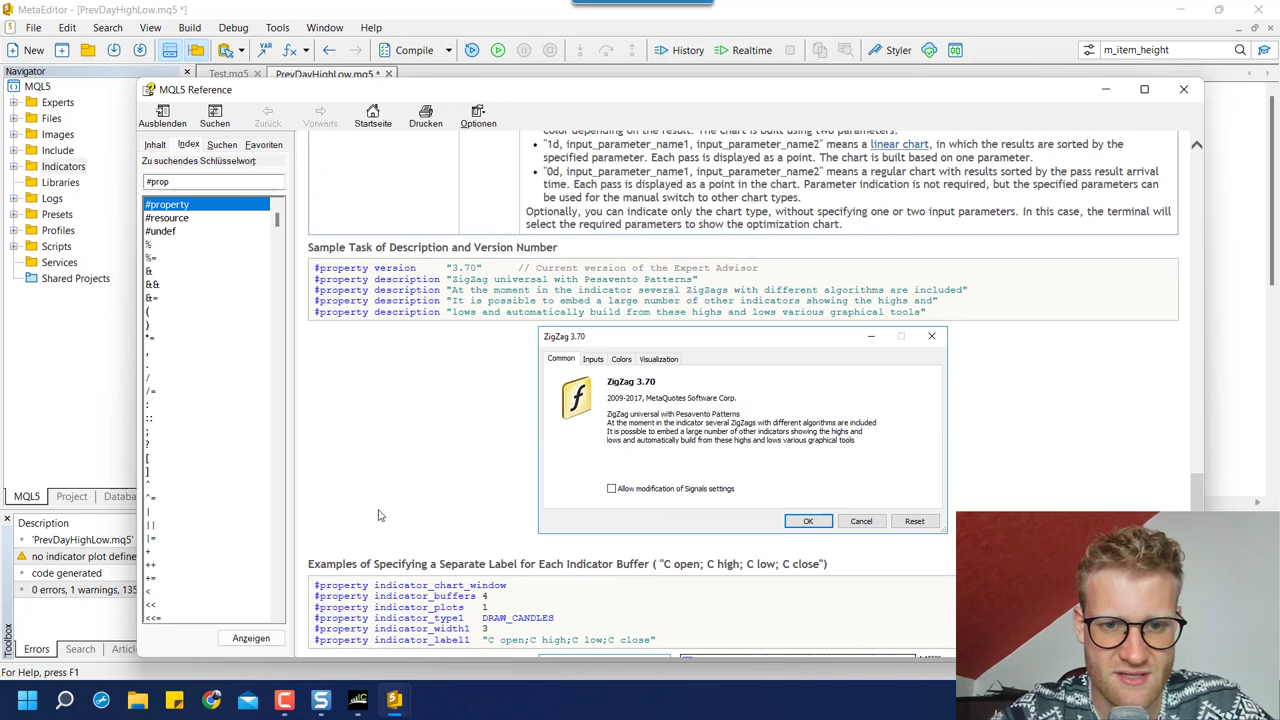 MetaEditor - [PrevDayHighLow.mq5 *]
File Edit Search View Build Debug Tools Window Help
New VAR Compile History Realtime Styler m_item_height
Navigator Test.mq5 PrevDayHighLow.mq5 *
MQL5
Experts
Files
Images
Include
Indicators
Libraries
Logs
Presets
Profiles
Scripts
Services
Shared Projects
MQL5 Project Databa
MQL5 Reference
Ausblenden Suchen Zurück Vorwärts Startseite Drucken Optionen
Inhalt Index Suchen Favoriten
Zu suchendes Schlüsselwort:
#prop
#property
#resource
#undef
%
%=
&
&&
&=
(
)
*=
,
.
/
/=
:
::
;
?
[
]
^
^=
|
||
|=
+
++
+=
<
<<
<<=
Anzeigen
color depending on the result. The chart is built using two parameters.
• "1d, input_parameter_name1, input_parameter_name2" means a linear chart, in which the results are sorted by the
specified parameter. Each pass is displayed as a point. The chart is built based on one parameter.
• "0d, input_parameter_name1, input_parameter_name2" means a regular chart with results sorted by the pass result arrival
time. Each pass is displayed as a point in the chart. Parameter indication is not required, but the specified parameters can
be used for the manual switch to other chart types.
Optionally, you can indicate only the chart type, without specifying one or two input parameters. In this case, the terminal will
select the required parameters to show the optimization chart.
Sample Task of Description and Version Number
#property version "3.70" // Current version of the Expert Advisor
#property description "ZigZag universal with Pesavento Patterns"
#property description "At the moment in the indicator several ZigZags with different algorithms are included"
#property description "It is possible to embed a large number of other indicators showing the highs and"
#property description "lows and automatically build from these highs and lows various graphical tools"
ZigZag 3.70
Common Inputs Colors Visualization
ZigZag 3.70
2009-2017, MetaQuotes Software Corp.
ZigZag universal with Pesavento Patterns
At the moment in the indicator several ZigZags with different algorithms are included
It is possible to embed a large number of other indicators showing the highs and
lows and automatically build from these highs and lows various graphical tools
Allow modification of Signals settings
OK Cancel Reset
Examples of Specifying a Separate Label for Each Indicator Buffer ( "C open; C high; C low; C close")
#property indicator_chart_window
#property indicator_buffers 4
#property indicator_plots 1
#property indicator_type1 DRAW_CANDLES
#property indicator_width1 3
#property indicator_label1 "C open;C high;C low;C close"
Description
'PrevDayHighLow.mq5'
no indicator plot define
code generated
0 errors, 1 warnings, 135
Toolbox
Errors Search Articl
For Help, press F1